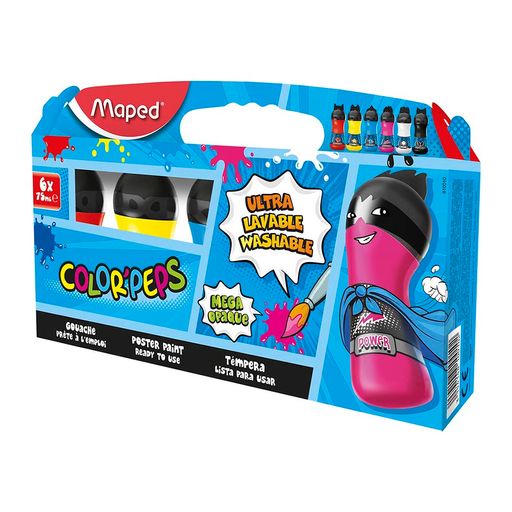 Maped
6x
75ml e
COLOR'PEPS
ULTRA
LAVABLE
WASHABLE
MEGA
OPAQUE
GOUACHE
PRÊTE À L'EMPLOI
POSTER PAINT
READY TO USE
TÉMPERA
LISTA PARA USAR
POWER